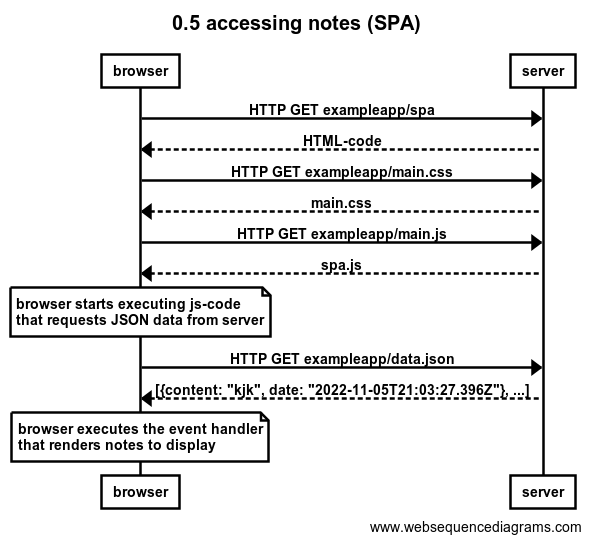 0.5 accessing notes (SPA)
browser
server
HTTP GET exampleapp/spa
HTML-code
HTTP GET exampleapp/main.css
main.css
HTTP GET exampleapp/main.js
spa.js
browser starts executing js-code
that requests JSON data from server
HTTP GET exampleapp/data.json
[{content: "kjk", date: "2022-11-05T21:03:27.396Z"}, ...]
browser executes the event handler
that renders notes to display
browser
server
www.websequencediagrams.com